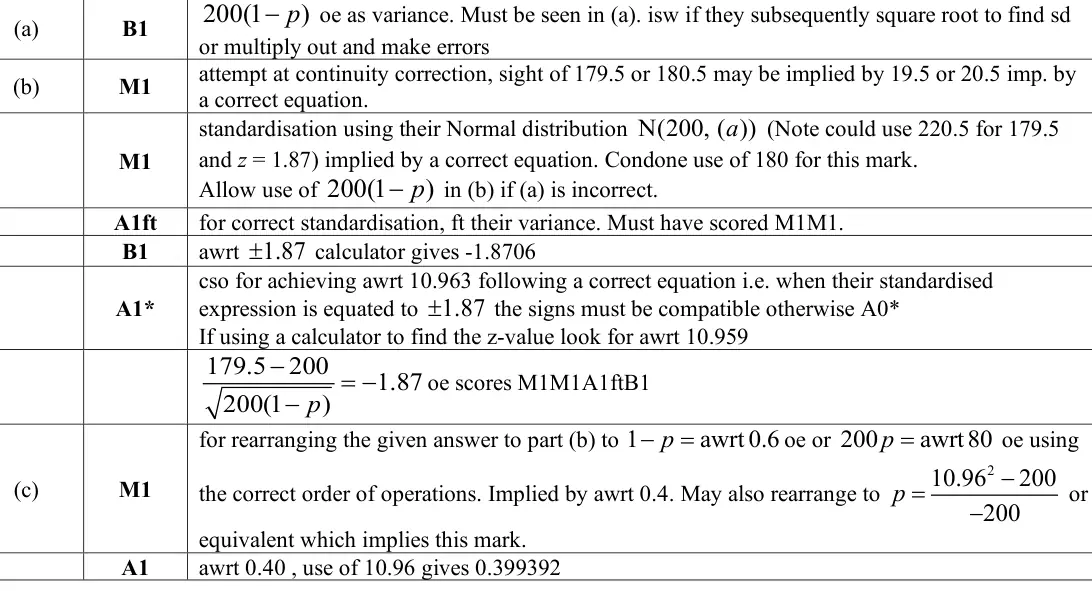 (a) B1 200(1 − p) oe as variance. Must be seen in (a). isw if they subsequently square root to find sd
or multiply out and make errors
(b) M1 attempt at continuity correction, sight of 179.5 or 180.5 may be implied by 19.5 or 20.5 imp. by
a correct equation.
standardisation using their Normal distribution N(200, (a)) (Note could use 220.5 for 179.5
M1 and z = 1.87) implied by a correct equation. Condone use of 180 for this mark.
Allow use of 200(1 − p) in (b) if (a) is incorrect.
A1ft for correct standardisation, ft their variance. Must have scored M1M1.
B1 awrt ±1.87 calculator gives -1.8706
cso for achieving awrt 10.963 following a correct equation i.e. when their standardised
A1* expression is equated to ±1.87 the signs must be compatible otherwise A0*
If using a calculator to find the z-value look for awrt 10.959
179.5 − 200
= −1.87 oe scores M1M1A1ftB1
√200(1 − p)
for rearranging the given answer to part (b) to 1 − p = awrt 0.6 oe or 200p = awrt 80 oe using
(c) M1 the correct order of operations. Implied by awrt 0.4. May also rearrange to p = (10.96² − 200)/(−200) or
equivalent which implies this mark.
A1 awrt 0.40 , use of 10.96 gives 0.399392